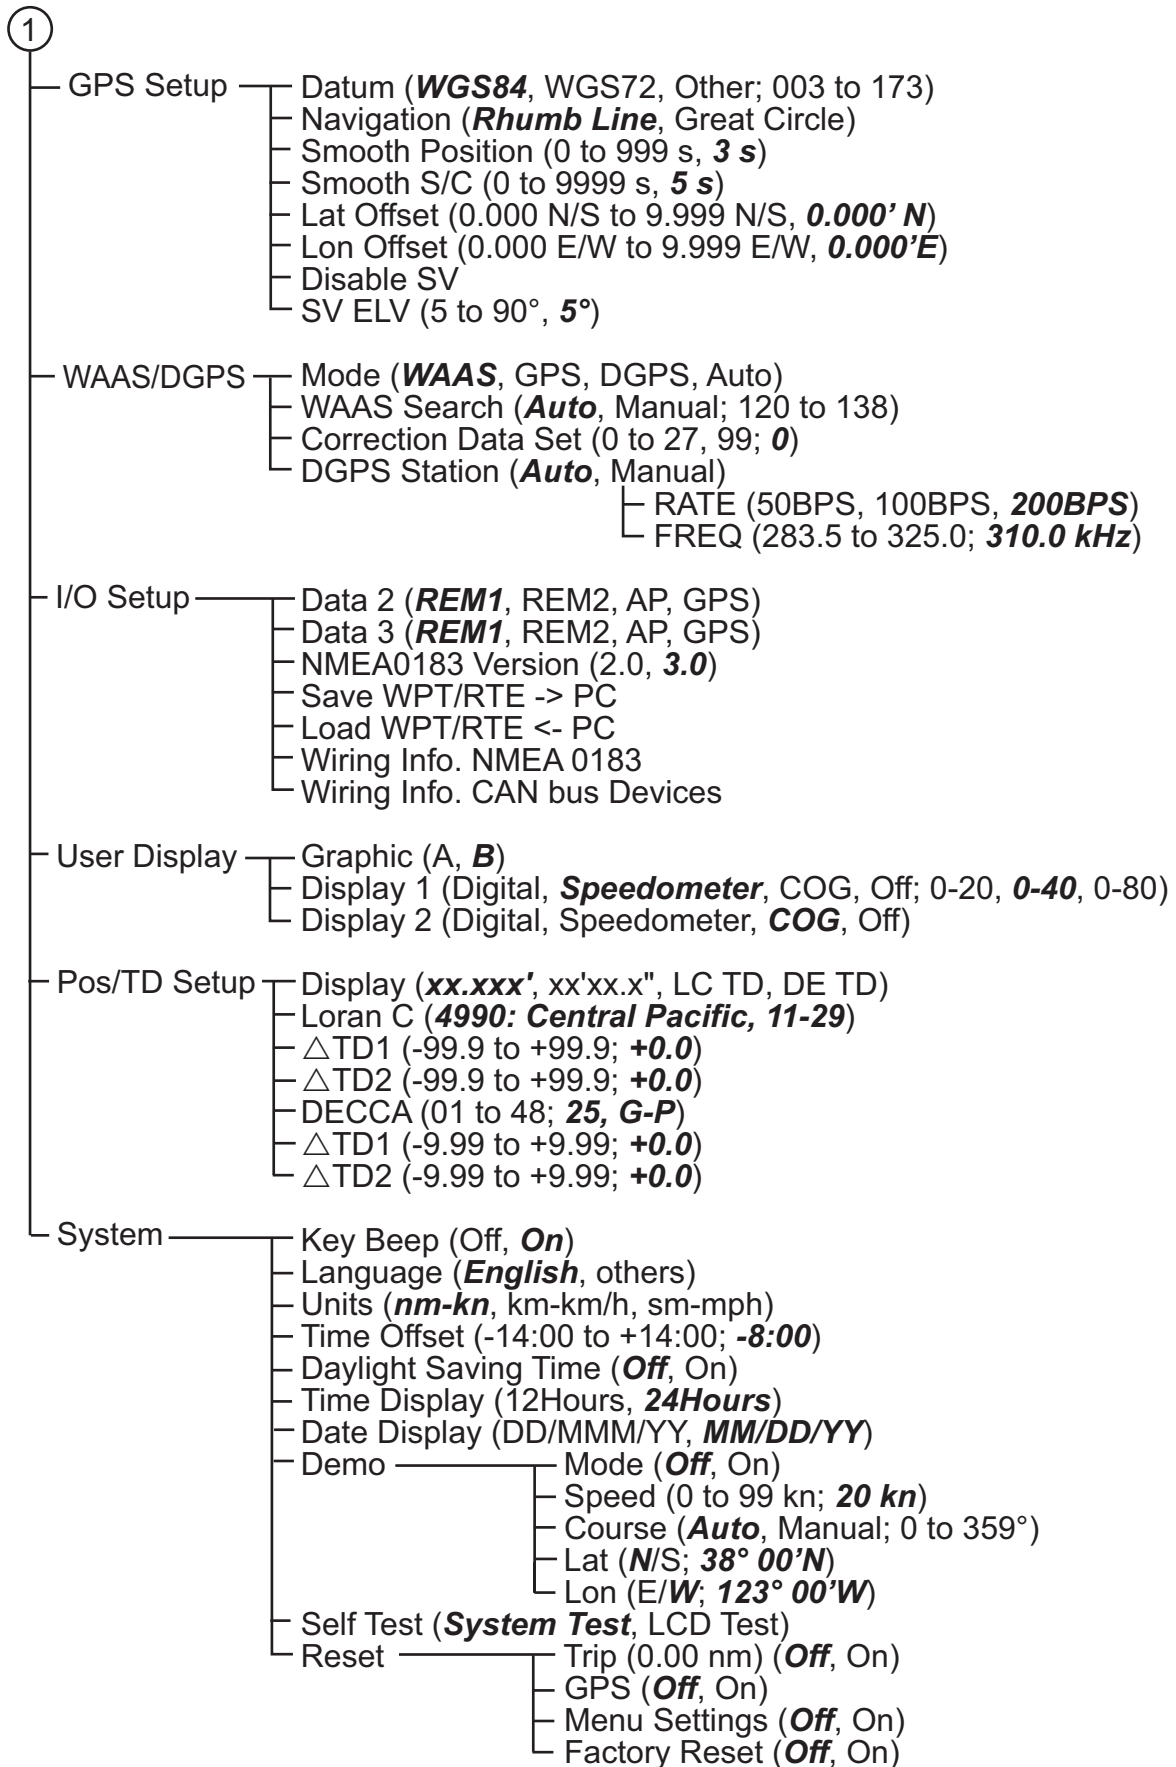 1
GPS Setup Datum (WGS84, WGS72, Other; 003 to 173)
Navigation (Rhumb Line, Great Circle)
Smooth Position (0 to 999 s, 3 s)
Smooth S/C (0 to 9999 s, 5 s)
Lat Offset (0.000 N/S to 9.999 N/S, 0.000’ N)
Lon Offset (0.000 E/W to 9.999 E/W, 0.000’E)
Disable SV
SV ELV (5 to 90°, 5°)
WAAS/DGPS Mode (WAAS, GPS, DGPS, Auto)
WAAS Search (Auto, Manual; 120 to 138)
Correction Data Set (0 to 27, 99; 0)
DGPS Station (Auto, Manual)
RATE (50BPS, 100BPS, 200BPS)
FREQ (283.5 to 325.0; 310.0 kHz)
I/O Setup Data 2 (REM1, REM2, AP, GPS)
Data 3 (REM1, REM2, AP, GPS)
NMEA0183 Version (2.0, 3.0)
Save WPT/RTE -> PC
Load WPT/RTE <- PC
Wiring Info. NMEA 0183
Wiring Info. CAN bus Devices
User Display Graphic (A, B)
Display 1 (Digital, Speedometer, COG, Off; 0-20, 0-40, 0-80)
Display 2 (Digital, Speedometer, COG, Off)
Pos/TD Setup Display (xx.xxx', xx'xx.x", LC TD, DE TD)
Loran C (4990: Central Pacific, 11-29)
△TD1 (-99.9 to +99.9; +0.0)
△TD2 (-99.9 to +99.9; +0.0)
DECCA (01 to 48; 25, G-P)
△TD1 (-9.99 to +9.99; +0.0)
△TD2 (-9.99 to +9.99; +0.0)
System Key Beep (Off, On)
Language (English, others)
Units (nm-kn, km-km/h, sm-mph)
Time Offset (-14:00 to +14:00; -8:00)
Daylight Saving Time (Off, On)
Time Display (12Hours, 24Hours)
Date Display (DD/MMM/YY, MM/DD/YY)
Demo Mode (Off, On)
Speed (0 to 99 kn; 20 kn)
Course (Auto, Manual; 0 to 359°)
Lat (N/S; 38° 00’N)
Lon (E/W; 123° 00’W)
Self Test (System Test, LCD Test)
Reset Trip (0.00 nm) (Off, On)
GPS (Off, On)
Menu Settings (Off, On)
Factory Reset (Off, On)